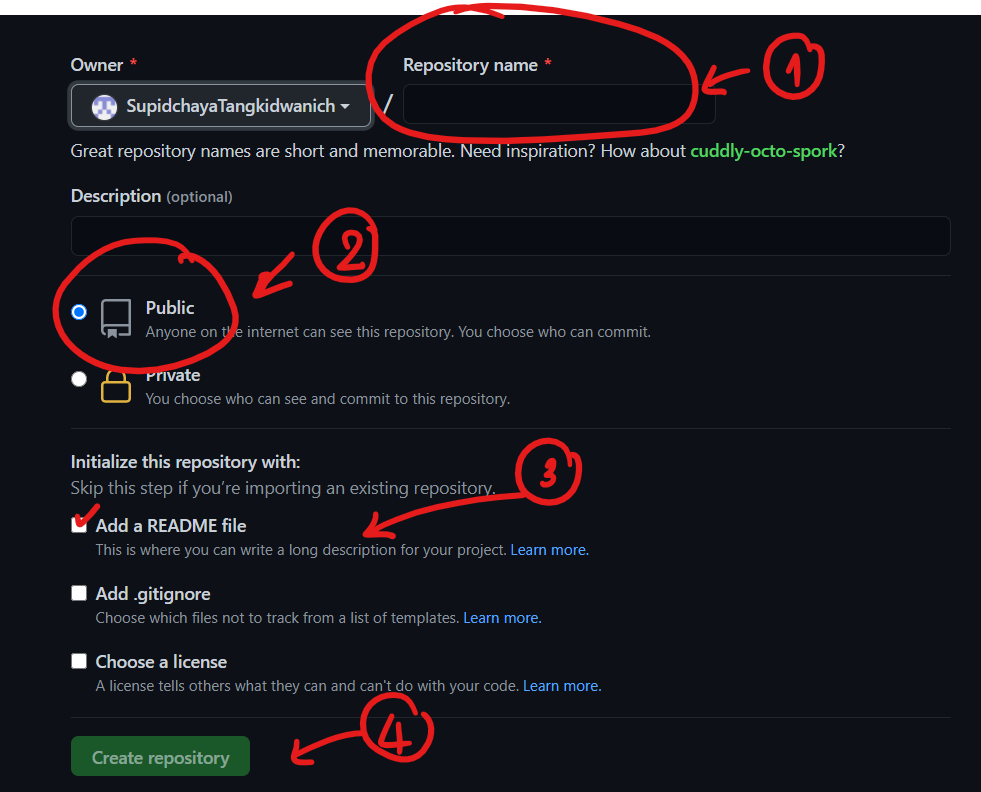 Owner * Repository name * 1
SupidchayaTangkidwanich /
Great repository names are short and memorable. Need inspiration? How about cuddly-octo-spork?
Description (optional)
2
Public
Anyone on the internet can see this repository. You choose who can commit.
Private
You choose who can see and commit to this repository.
Initialize this repository with:
3
Skip this step if you're importing an existing repository.
Add a README file
This is where you can write a long description for your project. Learn more.
Add .gitignore
Choose which files not to track from a list of templates. Learn more.
Choose a license
A license tells others what they can and can't do with your code. Learn more.
4
Create repository